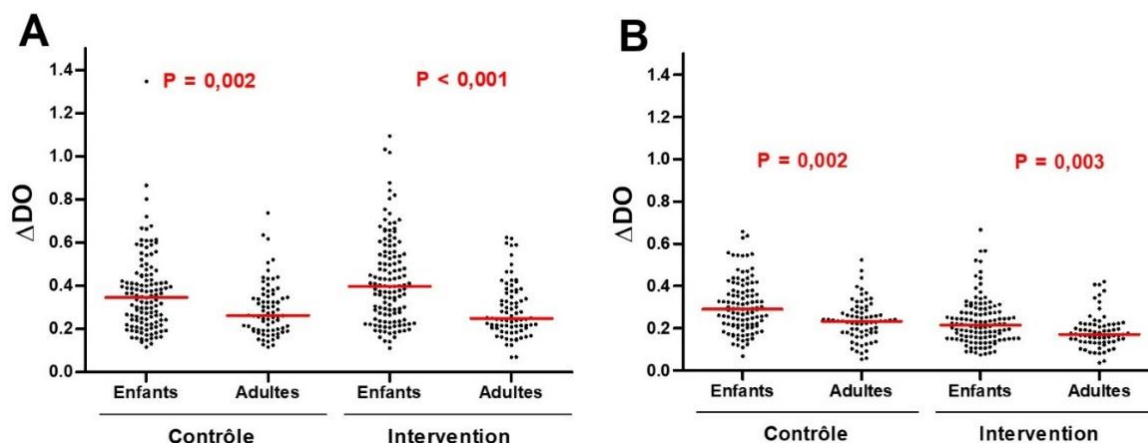 A
ΔDO
1.4
1.2
1.0
0.8
0.6
0.4
0.2
0.0
P = 0,002
P < 0,001
Enfants
Adultes
Enfants
Adultes
Contrôle
Intervention
B
ΔDO
1.4
1.2
1.0
0.8
0.6
0.4
0.2
0.0
P = 0,002
P = 0,003
Enfants
Adultes
Enfants
Adultes
Contrôle
Intervention